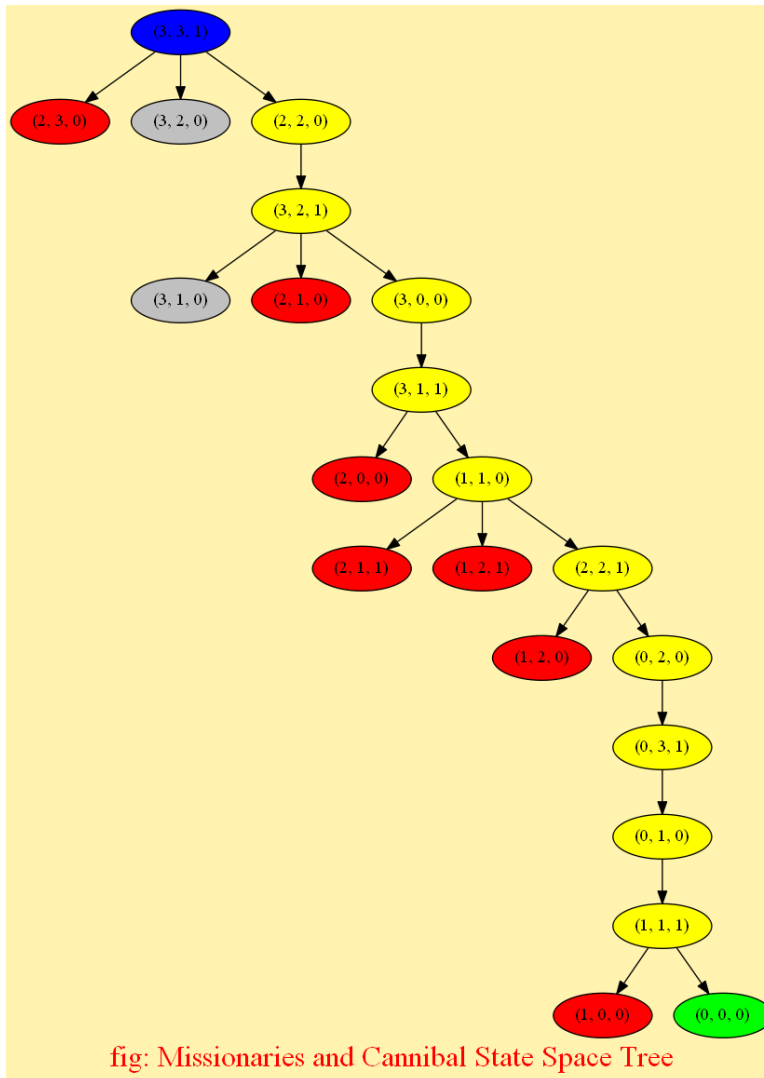 (3, 3, 1)
(2, 3, 0) (3, 2, 0) (2, 2, 0)
(3, 2, 1)
(3, 1, 0) (2, 1, 0) (3, 0, 0)
(3, 1, 1)
(2, 0, 0) (1, 1, 0)
(2, 1, 1) (1, 2, 1) (2, 2, 1)
(1, 2, 0) (0, 2, 0)
(0, 3, 1)
(0, 1, 0)
(1, 1, 1)
(1, 0, 0) (0, 0, 0)
fig: Missionaries and Cannibal State Space Tree